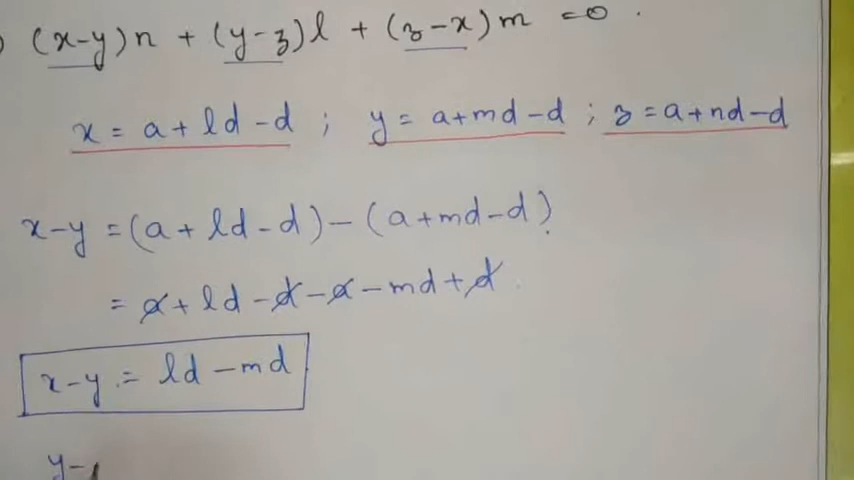 ) (x-y)n + (y-z)l + (z-x)m = 0.
x = a + ld - d ; y = a+md-d ; z = a+nd-d
x-y = (a + ld - d) - (a+md-d).
= a + ld - d - a - md + d
x-y = ld - md
y-